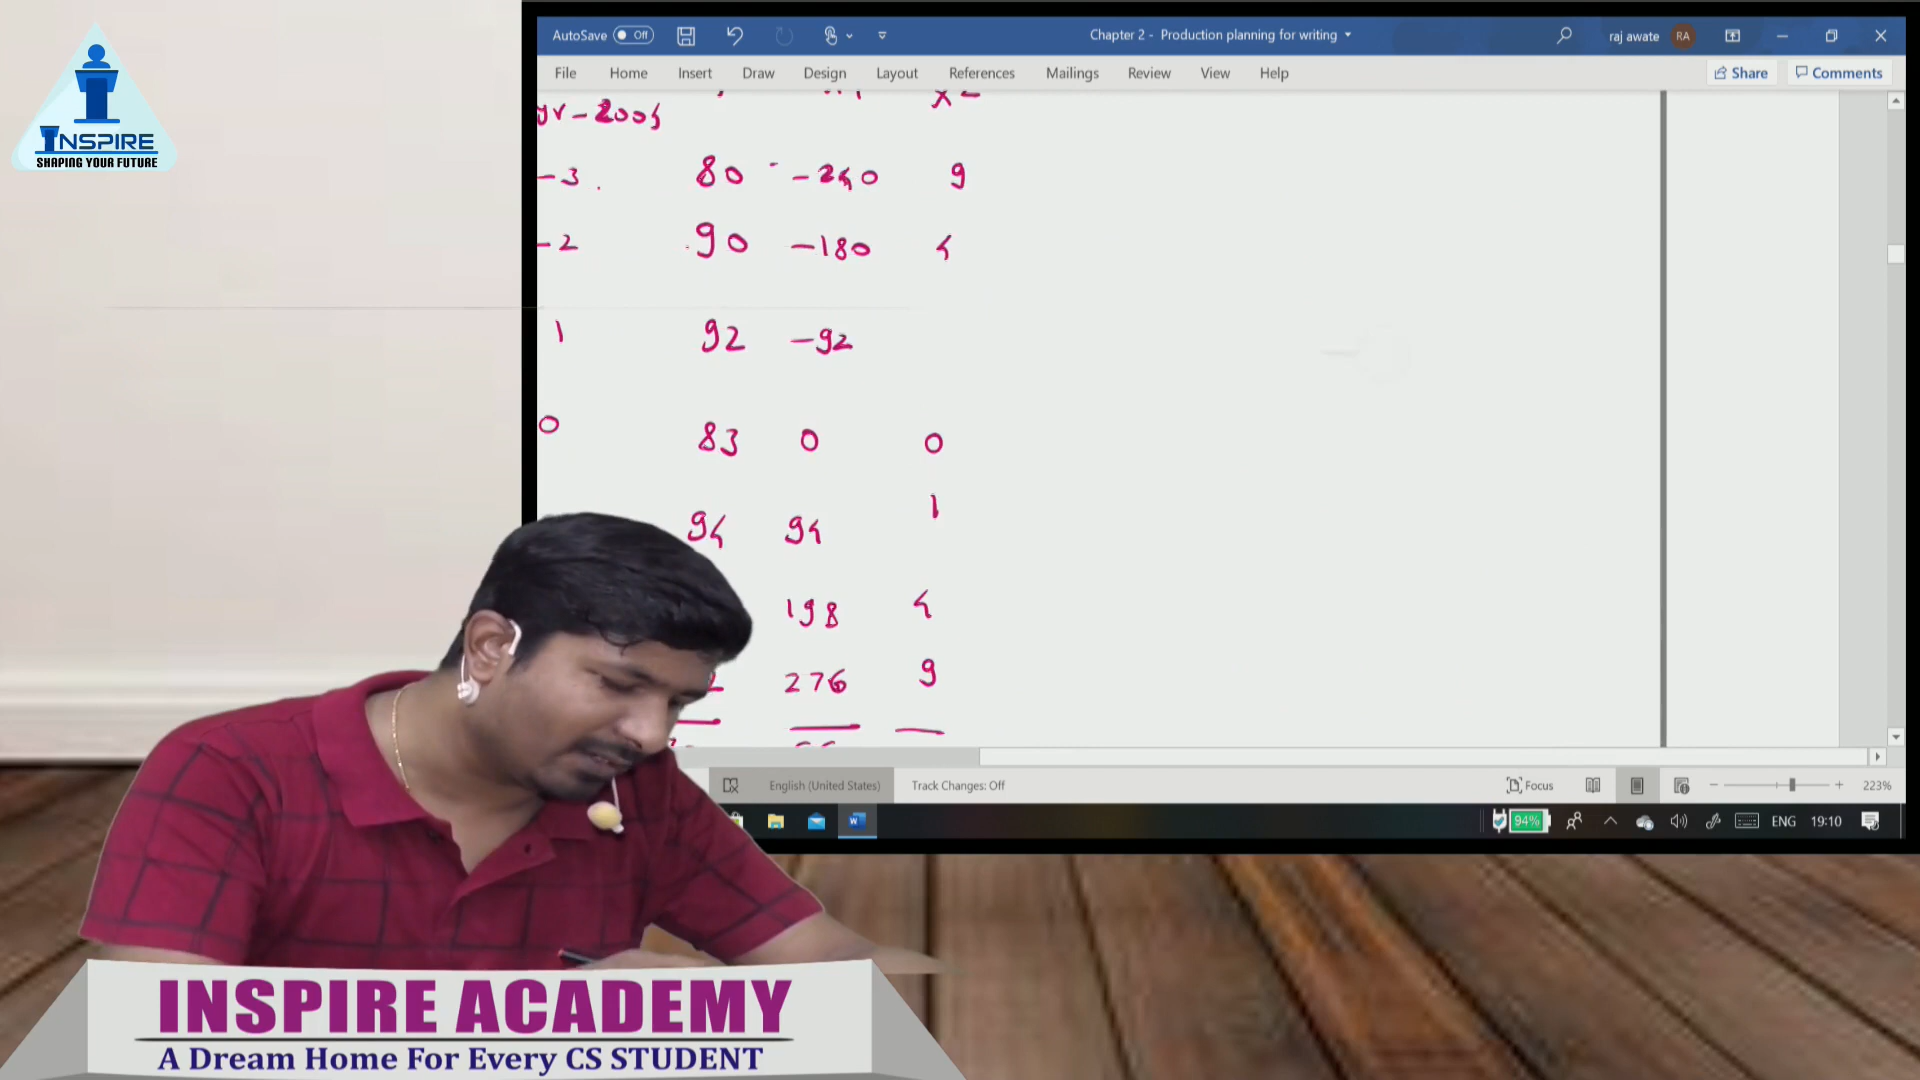 INSPIRE
SHAPING YOUR FUTURE
AutoSave Off
Chapter 2 - Production planning for writing
raj awate RA
File Home Insert Draw Design Layout References Mailings Review View Help
Share Comments
yr-2004
-3 80 -240 9
-2 90 -180 4
1 92 -92
0 83 0 0
94 94 1
198 4
2 276 9
English (United States) Track Changes: Off
Focus
223%
94%
ENG 19:10
INSPIRE ACADEMY
A Dream Home For Every CS STUDENT